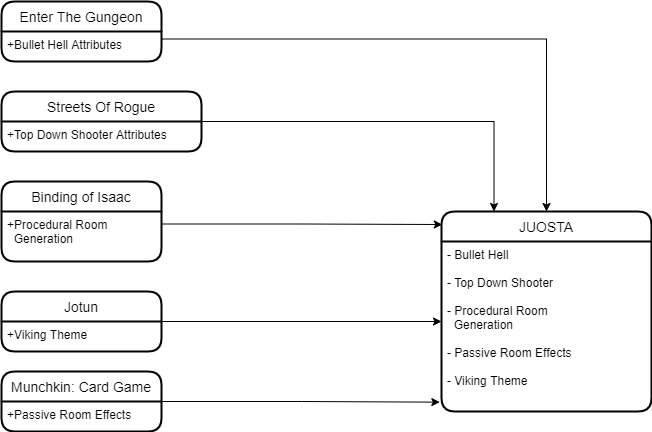 Enter The Gungeon
+Bullet Hell Attributes
Streets Of Rogue
+Top Down Shooter Attributes
Binding of Isaac
+Procedural Room
Generation
Jotun
+Viking Theme
Munchkin: Card Game
+Passive Room Effects
JUOSTA
- Bullet Hell
- Top Down Shooter
- Procedural Room
Generation
- Passive Room Effects
- Viking Theme